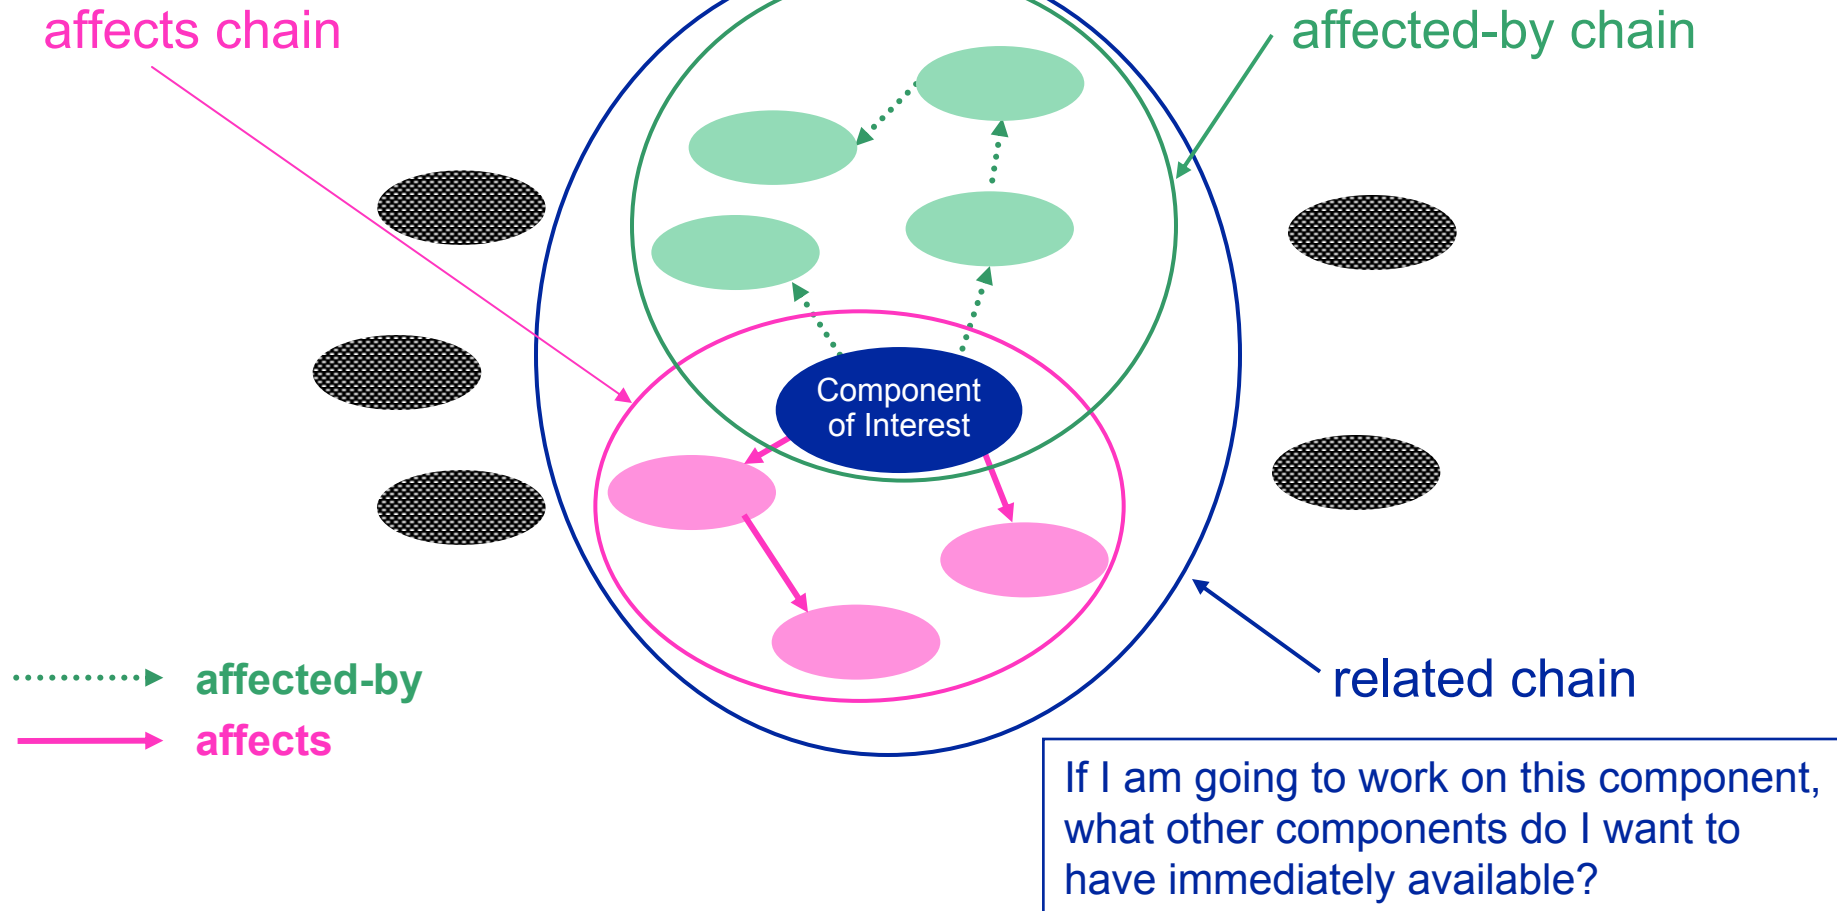 affects chain
affected-by chain
Component
of Interest
affected-by
affects
related chain
If I am going to work on this component,
what other components do I want to
have immediately available?